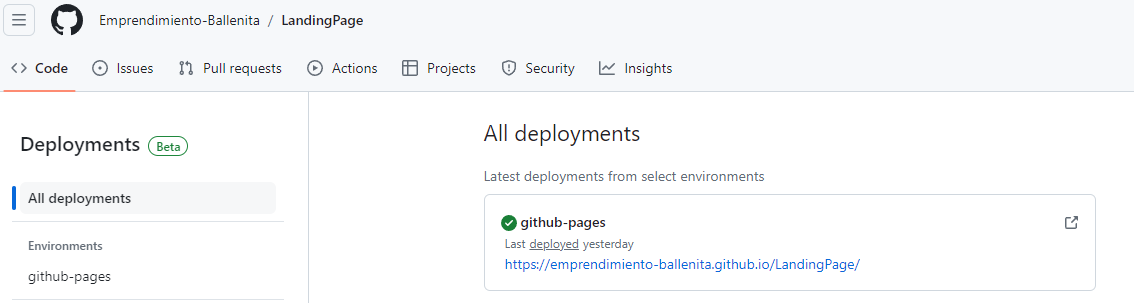 Emprendimiento-Ballenita / LandingPage
Code Issues Pull requests Actions Projects Security Insights
Deployments Beta
All deployments
Environments
github-pages
All deployments
Latest deployments from select environments
github-pages
Last deployed yesterday
https://emprendimiento-ballenita.github.io/LandingPage/